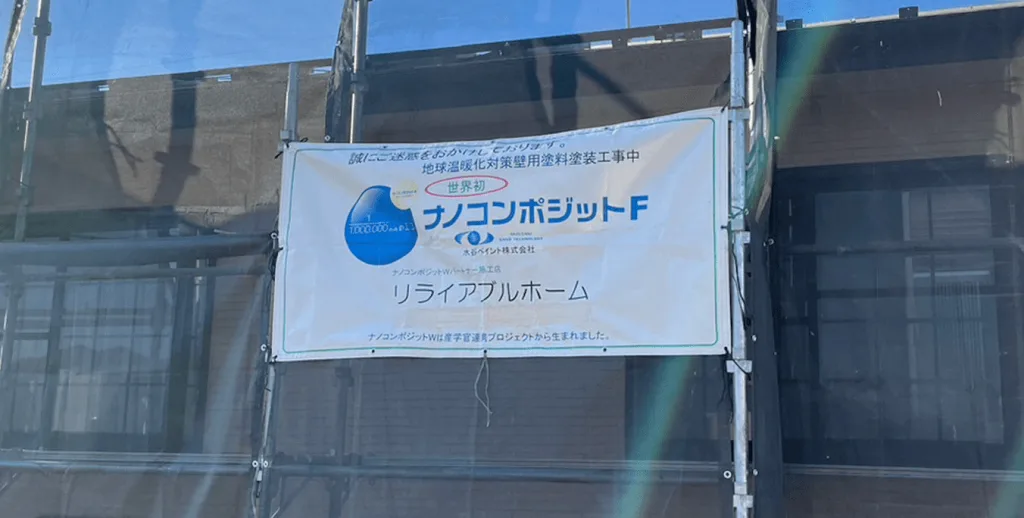 誠にご迷惑をおかけしております。
地球温暖化対策壁用塗料塗装工事中
世界初
ナノコンポジットF
1
1,000,000
水谷ペイント株式会社
ナノコンポジットWパートナー施工店
リライアブルホーム
ナノコンポジットWは産学官連携プロジェクトから生まれました。